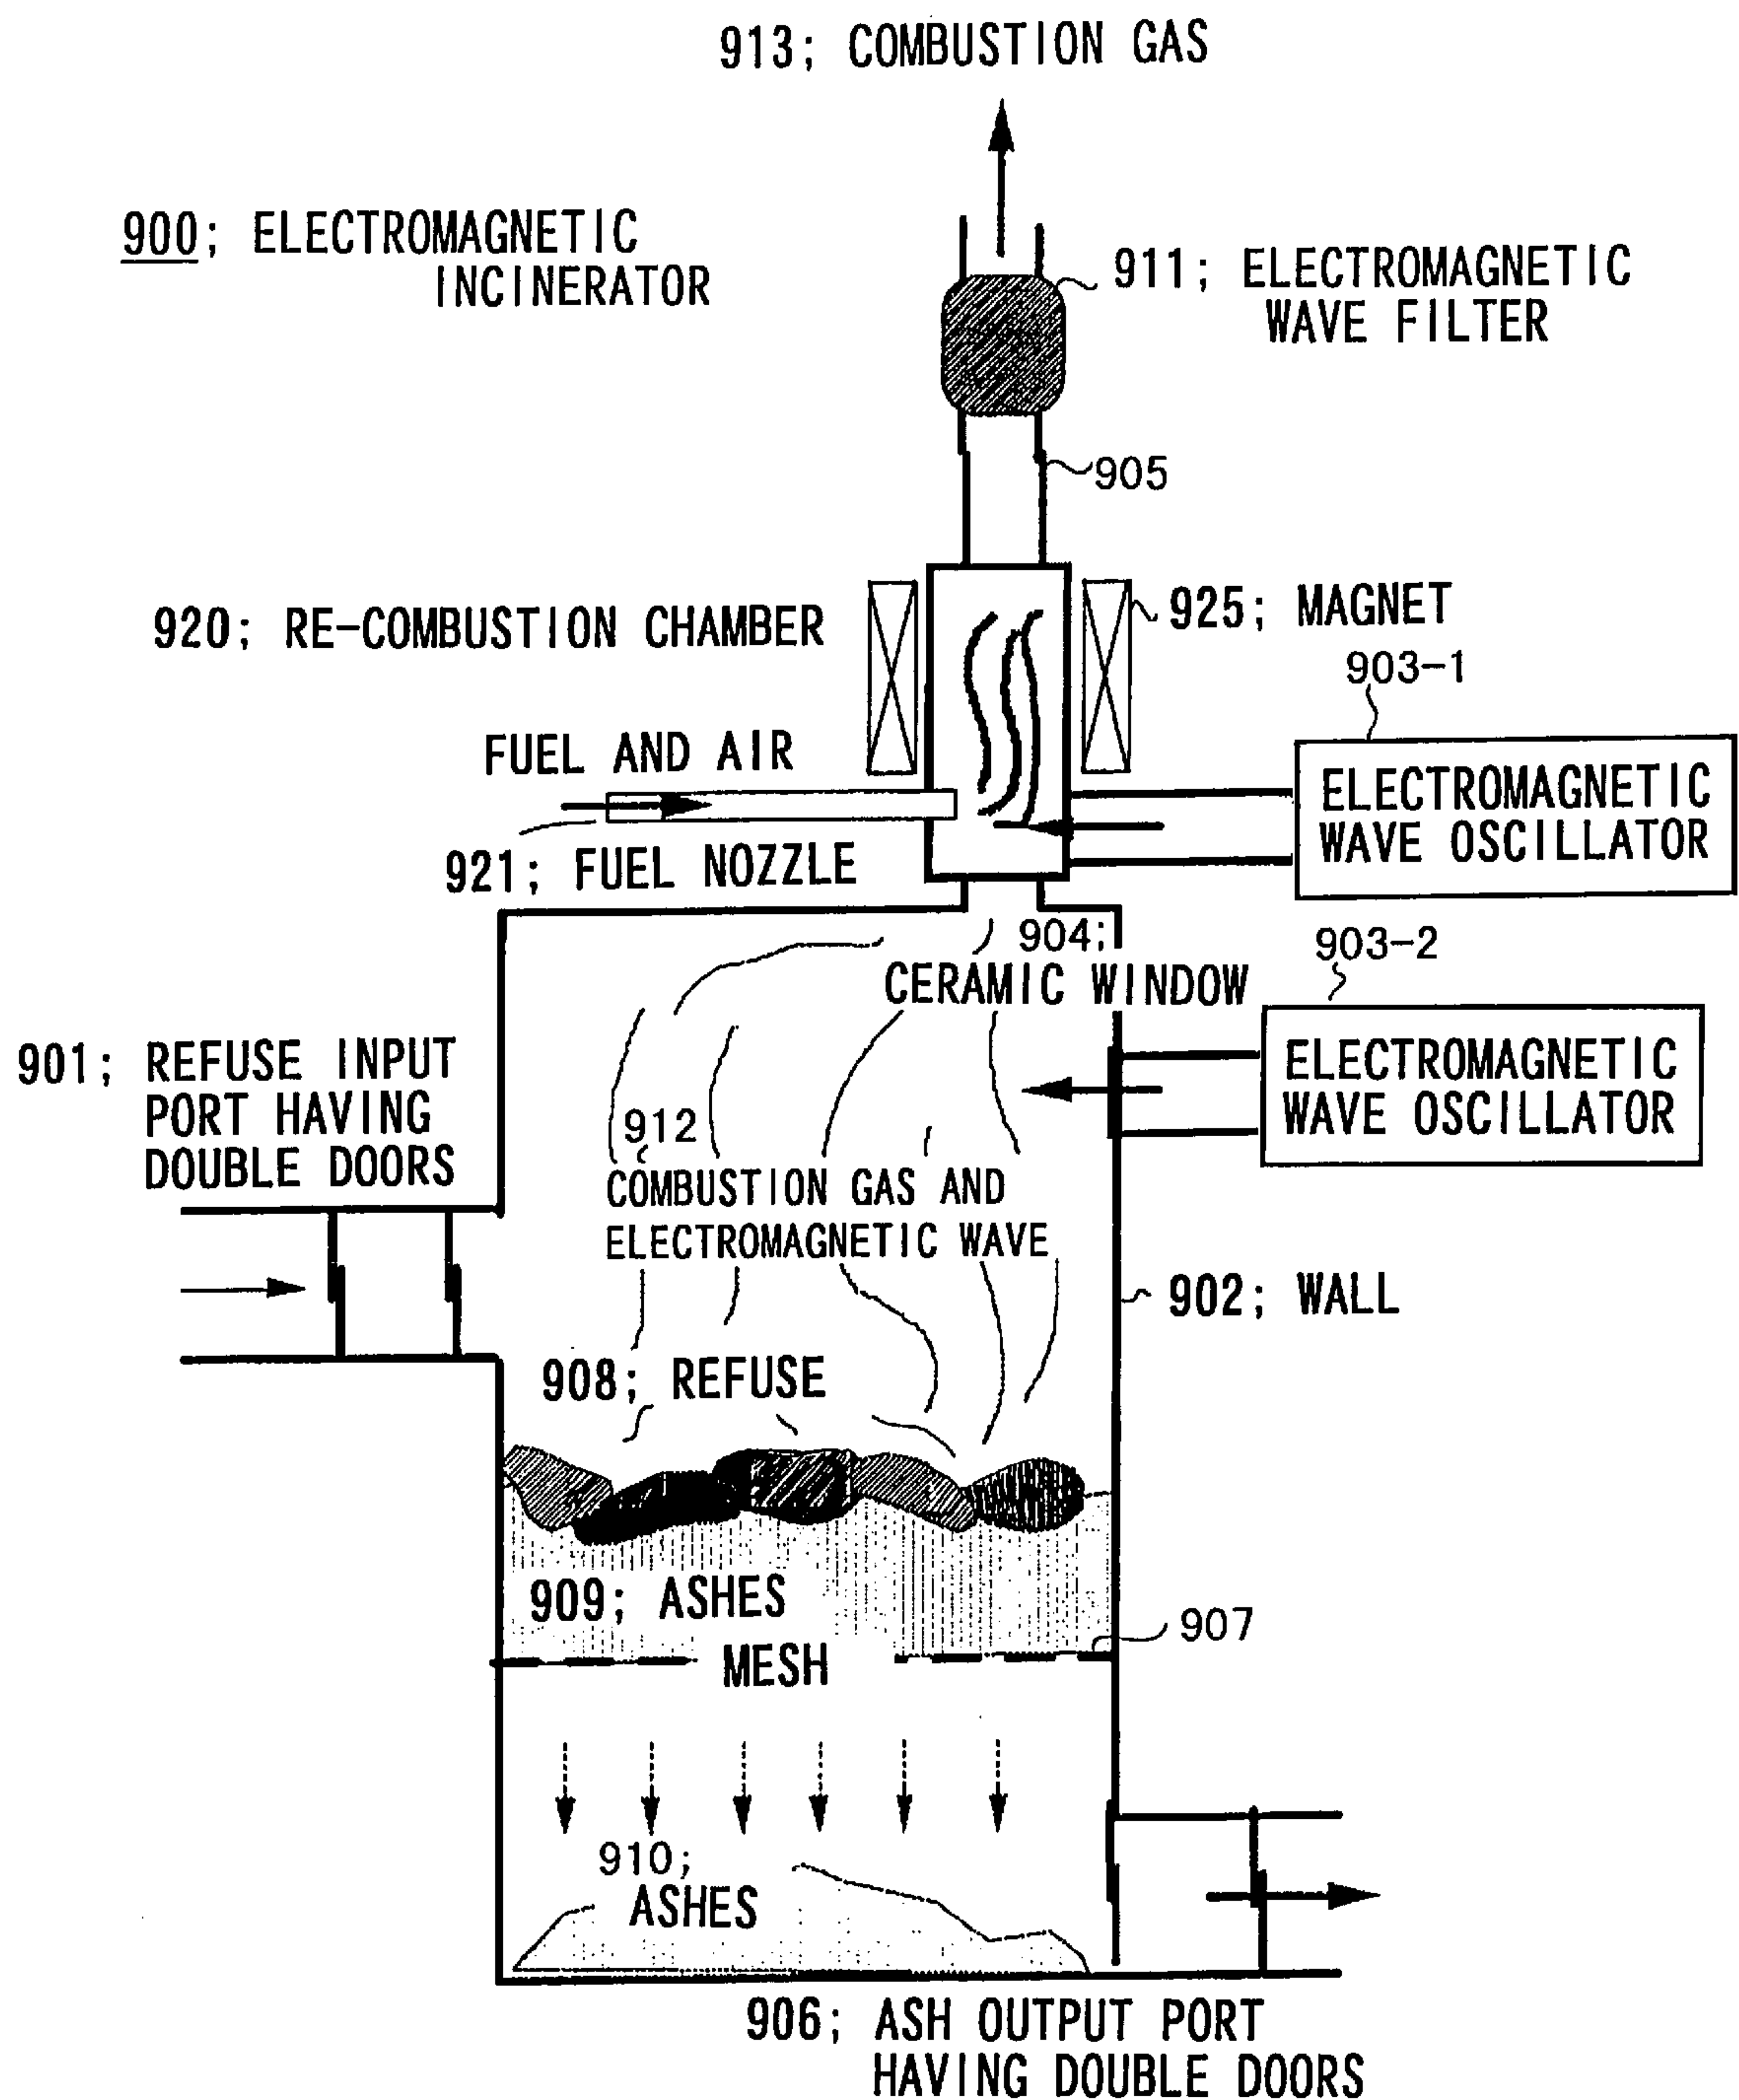 913; COMBUSTION GAS
900; ELECTROMAGNETIC
INCINERATOR
911; ELECTROMAGNETIC
WAVE FILTER
905
920; RE-COMBUSTION CHAMBER
925; MAGNET
903-1
FUEL AND AIR
ELECTROMAGNETIC
WAVE OSCILLATOR
921; FUEL NOZZLE
904;
CERAMIC WINDOW
903-2
901; REFUSE INPUT
PORT HAVING
DOUBLE DOORS
ELECTROMAGNETIC
WAVE OSCILLATOR
912
COMBUSTION GAS AND
ELECTROMAGNETIC WAVE
902; WALL
908; REFUSE
909; ASHES
907
MESH
910;
ASHES
906; ASH OUTPUT PORT
HAVING DOUBLE DOORS